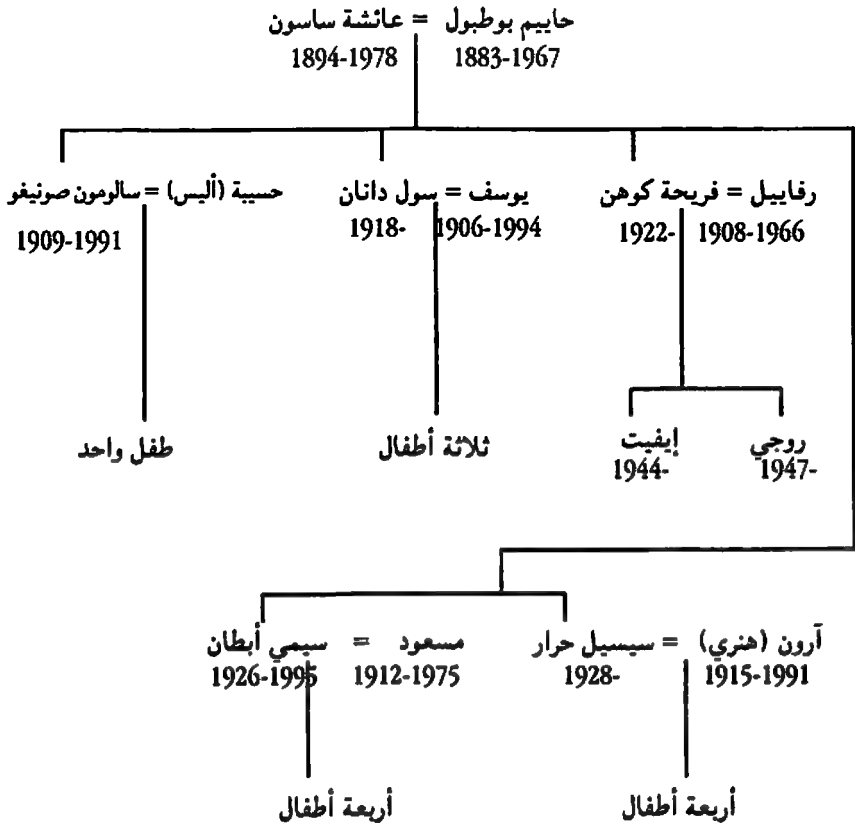 حاييم بوطبول = عائشة ساسون
1883-1967 1894-1978
رفاييل = فريحة كوهن
1908-1966 1922-
يوسف = سول دانان
1906-1994 1918-
حسيبة (أليس) = سالومون صونيغو
1909-1991
روجي
1947-
إيفيت
1944-
ثلاثة أطفال
طفل واحد
آرون (هنري) = سيسيل حرار
1915-1991 1928-
مسعود = سيمي أبطان
1912-1975 1926-1995
أربعة أطفال
أربعة أطفال